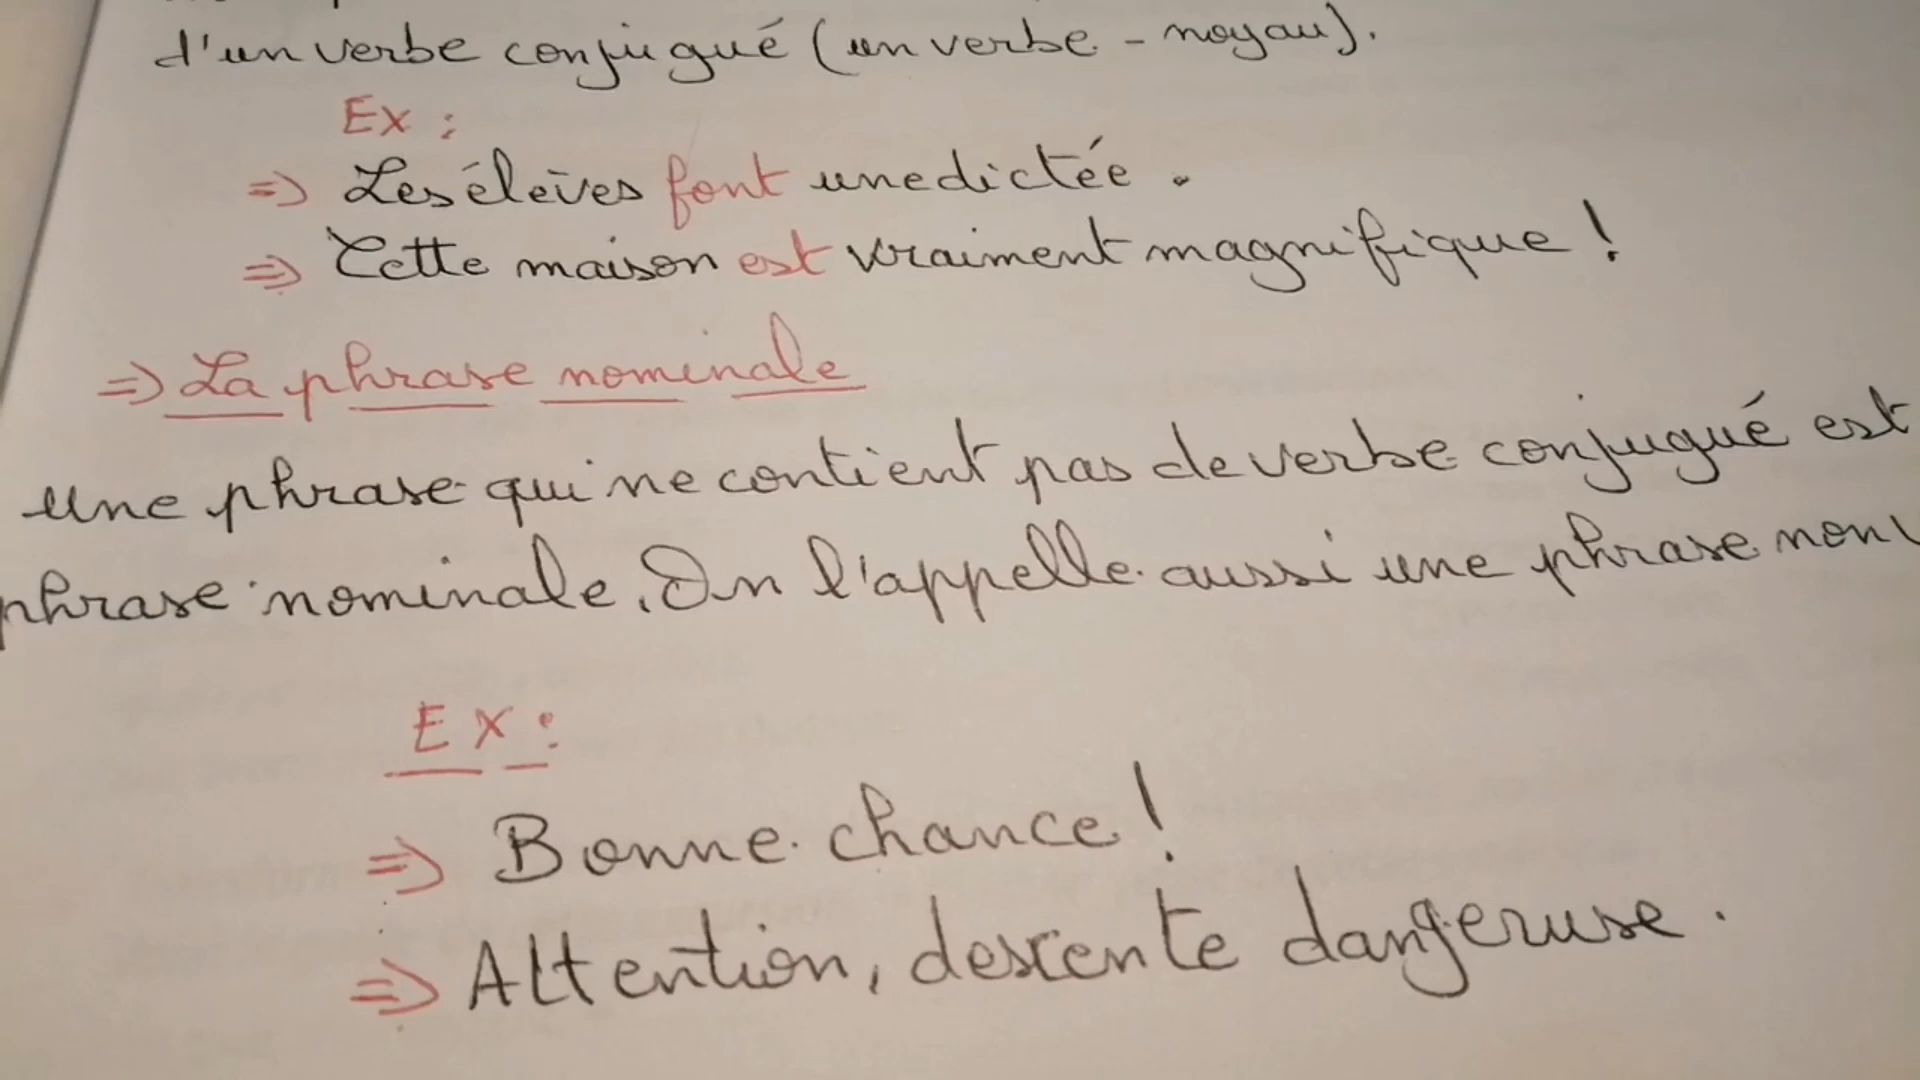 d'un verbe conjugué (un verbe - noyau).
Ex :
=> Les élèves font une dictée.
=> Cette maison est vraiment magnifique !
=> La phrase nominale
Une phrase qui ne contient pas de verbe conjugué est
phrase nominale. On l'appelle aussi une phrase non
Ex :
=> Bonne chance !
=> Attention, descente dangeruse.